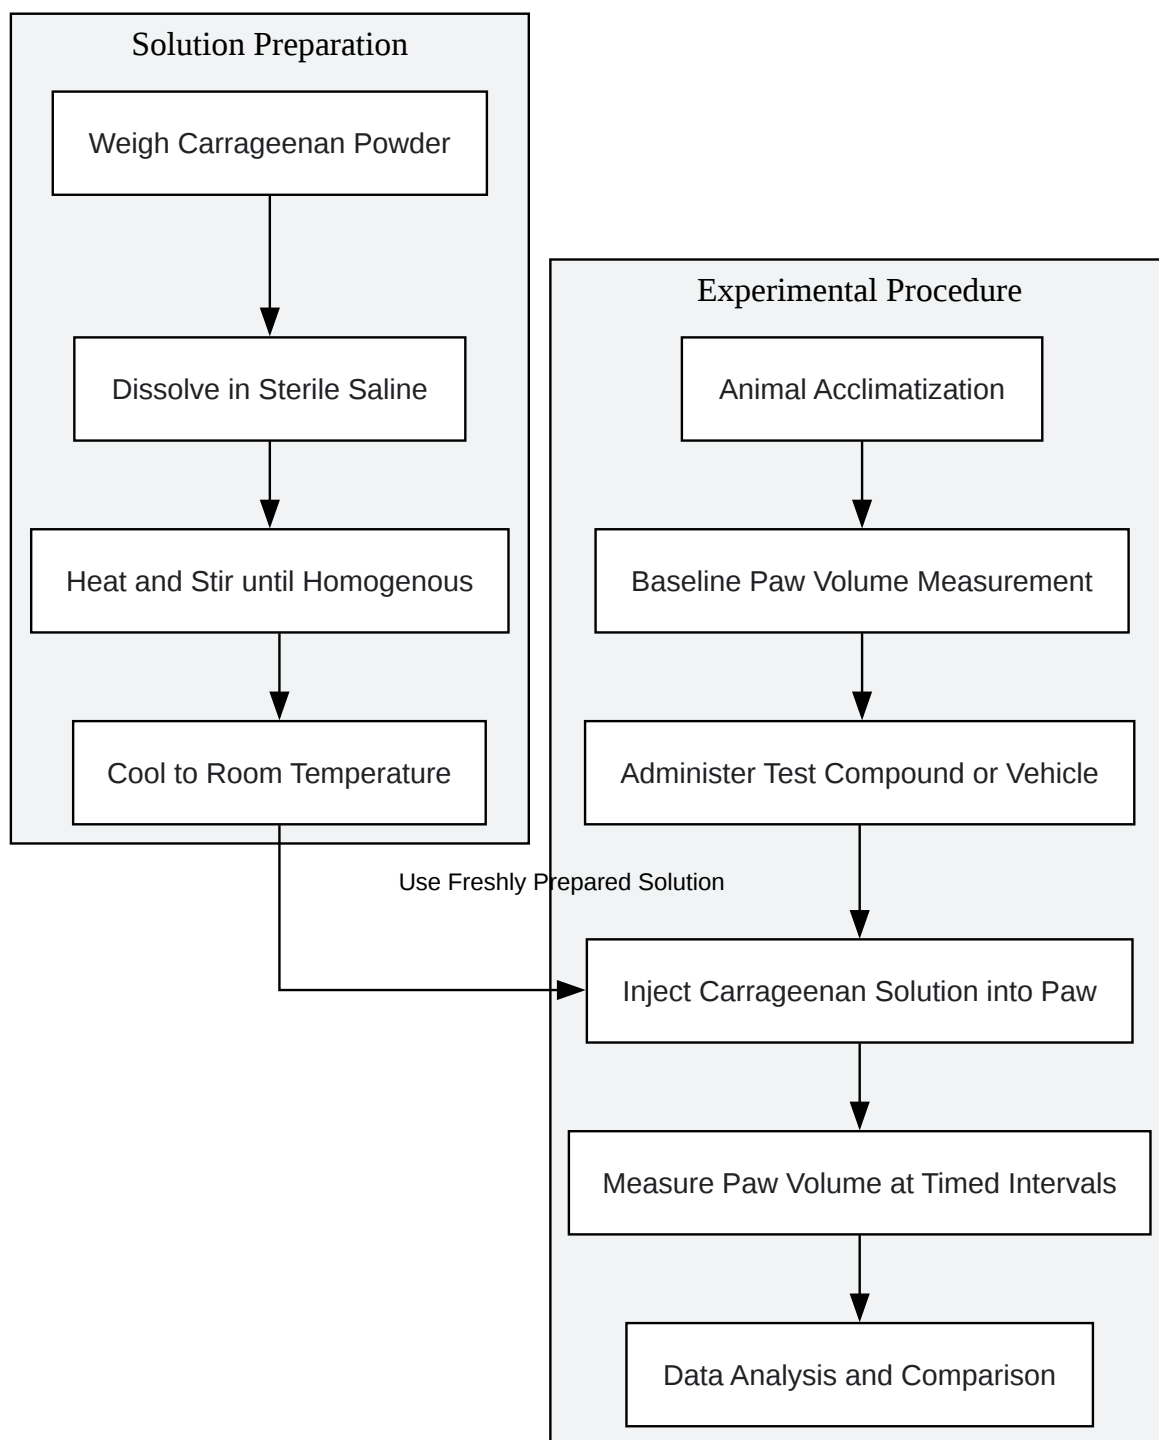 Solution Preparation
Weigh Carrageenan Powder
Dissolve in Sterile Saline
Heat and Stir until Homogenous
Cool to Room Temperature
Use Freshly Prepared Solution
Experimental Procedure
Animal Acclimatization
Baseline Paw Volume Measurement
Administer Test Compound or Vehicle
Inject Carrageenan Solution into Paw
Measure Paw Volume at Timed Intervals
Data Analysis and Comparison